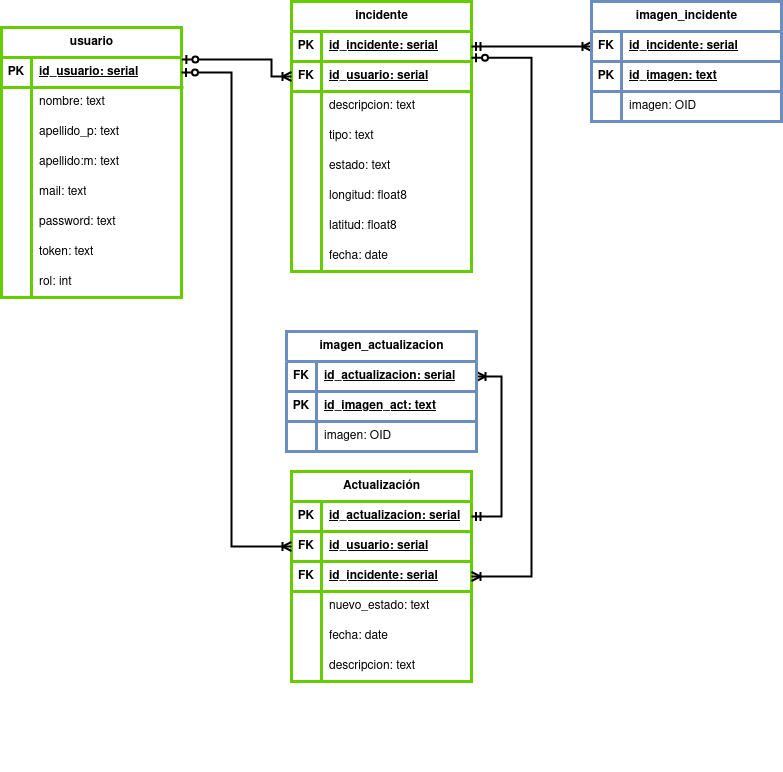 usuario
PK id_usuario: serial
nombre: text
apellido_p: text
apellido:m: text
mail: text
password: text
token: text
rol: int
incidente
PK id_incidente: serial
FK id_usuario: serial
descripcion: text
tipo: text
estado: text
longitud: float8
latitud: float8
fecha: date
imagen_incidente
FK id_incidente: serial
PK id_imagen: text
imagen: OID
imagen_actualizacion
FK id_actualizacion: serial
PK id_imagen_act: text
imagen: OID
Actualización
PK id_actualizacion: serial
FK id_usuario: serial
FK id_incidente: serial
nuevo_estado: text
fecha: date
descripcion: text